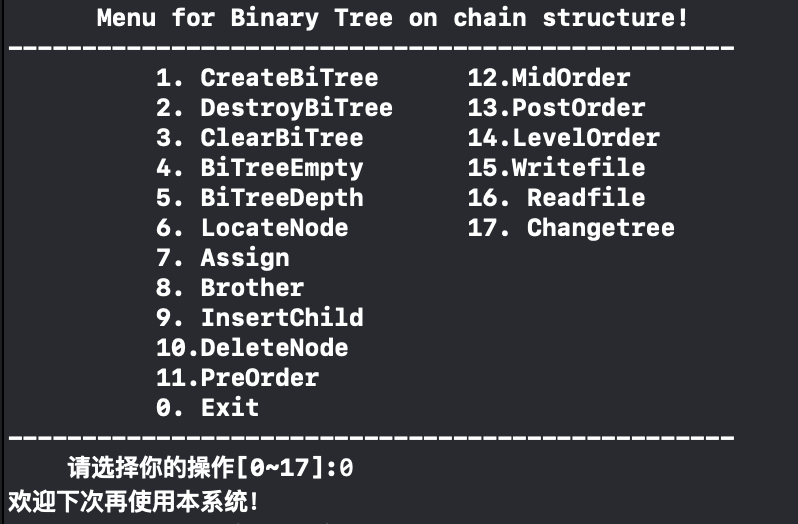 Menu for Binary Tree on chain structure!
-------------------------------------------------
1. CreateBiTree 12.MidOrder
2. DestroyBiTree 13.PostOrder
3. ClearBiTree 14.LevelOrder
4. BiTreeEmpty 15.Writefile
5. BiTreeDepth 16. Readfile
6. LocateNode 17. Changetree
7. Assign
8. Brother
9. InsertChild
10.DeleteNode
11.PreOrder
0. Exit
-------------------------------------------------
请选择你的操作[0~17]:0
欢迎下次再使用本系统!